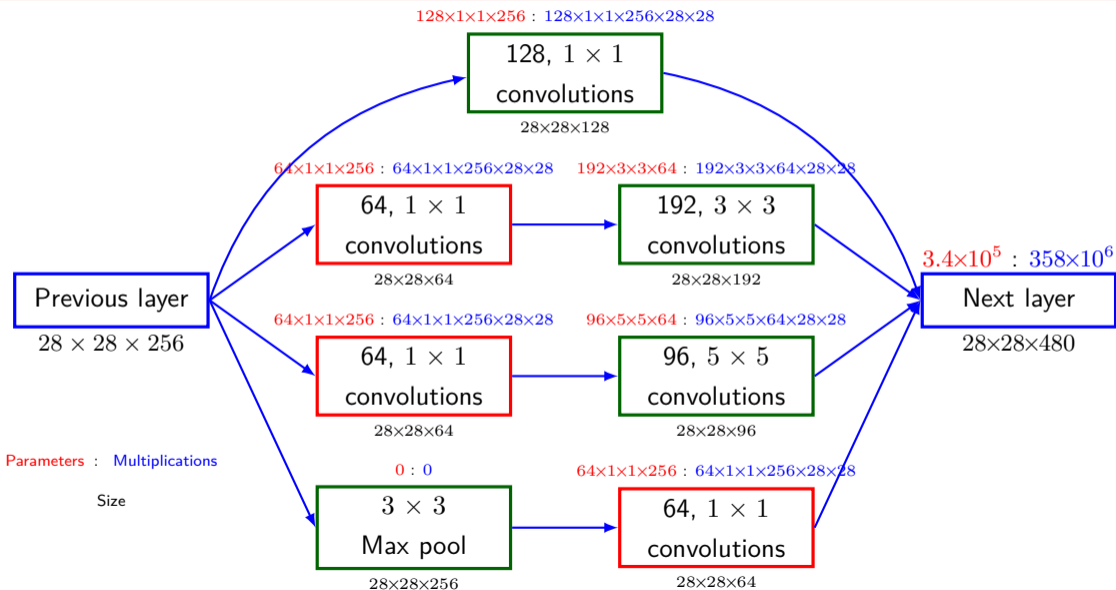 128×1×1×256 : 128×1×1×256×28×28
128, 1 × 1
convolutions
28×28×128
64×1×1×256 : 64×1×1×256×28×28
192×3×3×64 : 192×3×3×64×28×28
64, 1 × 1
convolutions
28×28×64
192, 3 × 3
convolutions
28×28×192
Previous layer
28 × 28 × 256
3.4×10⁵ : 358×10⁶
Next layer
28×28×480
64×1×1×256 : 64×1×1×256×28×28
96×5×5×64 : 96×5×5×64×28×28
64, 1 × 1
convolutions
28×28×64
96, 5 × 5
convolutions
28×28×96
Parameters : Multiplications
Size
0 : 0
3 × 3
Max pool
28×28×256
64×1×1×256 : 64×1×1×256×28×28
64, 1 × 1
convolutions
28×28×64